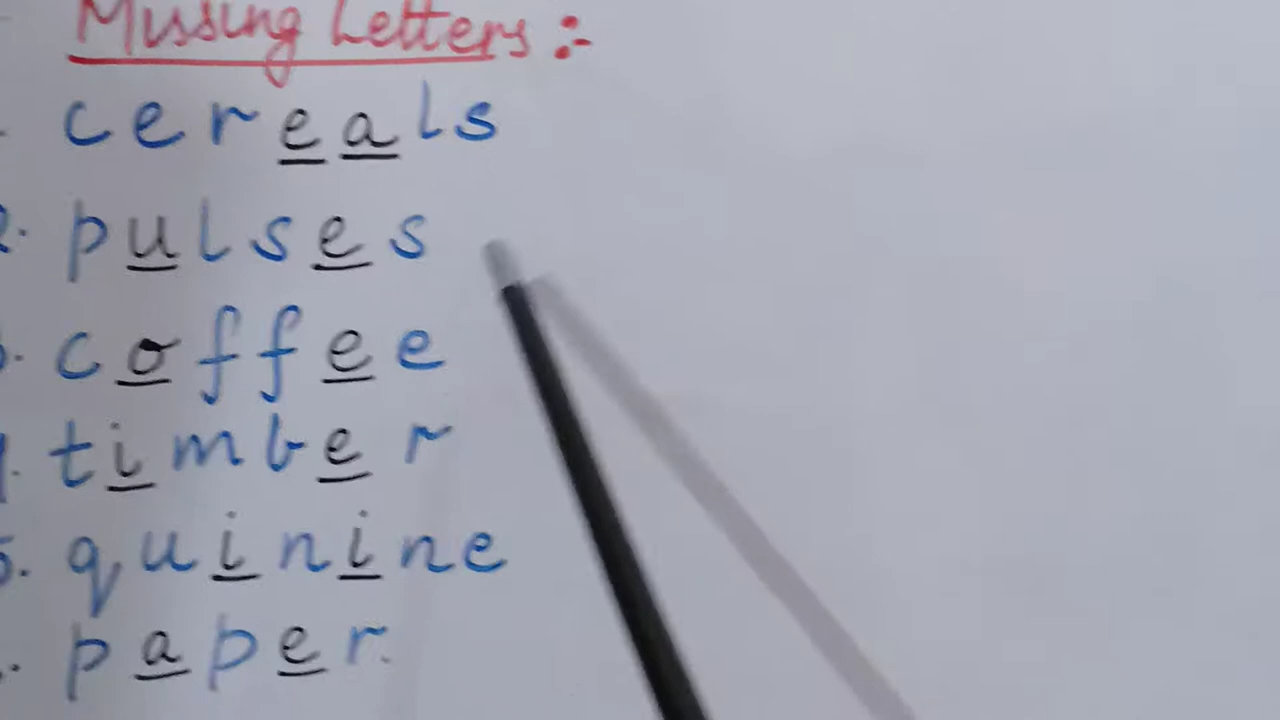 Missing Letters :-
cereals
2. pulses
3. coffee
4. timber
5. quinine
. paper.